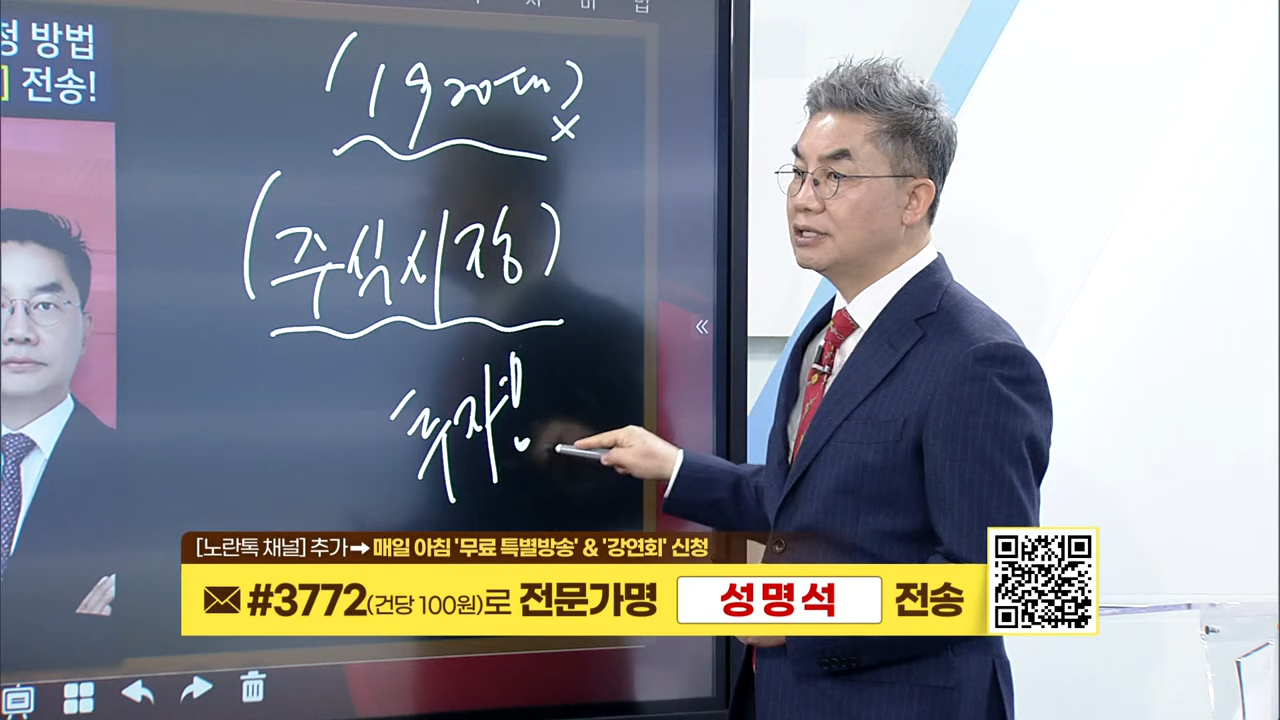 청 방법
] 전송!
(1920대)
×
(주식시장)
투자!
«
[노란톡 채널] 추가➡매일 아침 '무료 특별방송' & '강연회' 신청
#3772(건당 100원)로 전문가명 성명석 전송